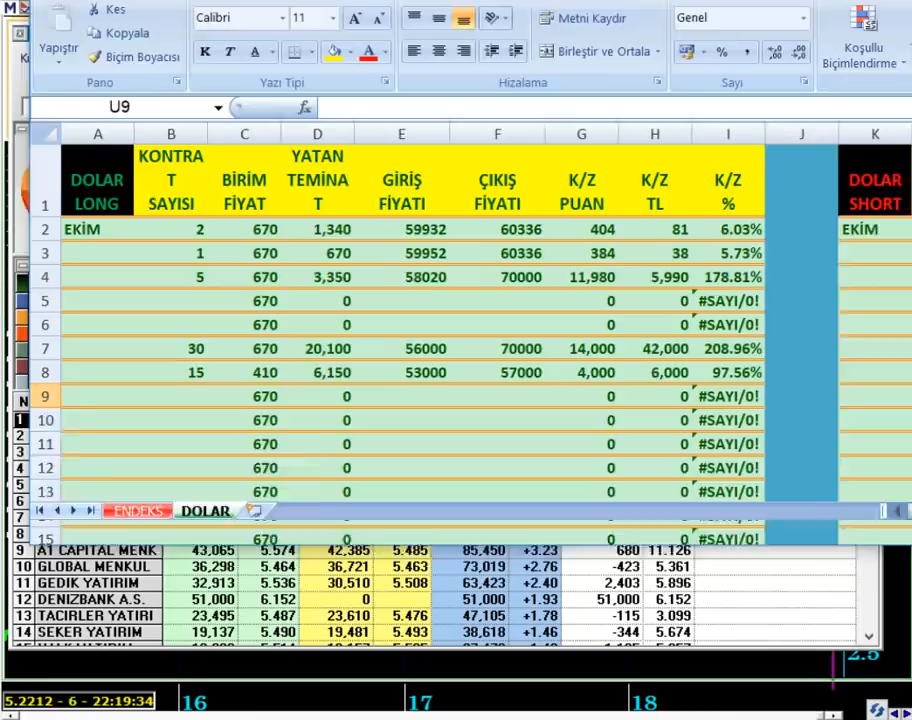 Kes
Kopyala
Yapıştır
Biçim Boyacısı
Pano
Calibri 11
K T A
Yazı Tipi
Metni Kaydır
Birleştir ve Ortala
Hizalama
Genel
% ,
Sayı
Koşullu
Biçimlendirme
U9 fx
A B C D E F G H I J K
1 DOLAR LONG KONTRAT SAYISI BİRİM FİYAT YATAN TEMİNAT GİRİŞ FİYATI ÇIKIŞ FİYATI K/Z PUAN K/Z TL K/Z % DOLAR SHORT
2 EKİM 2 670 1,340 59932 60336 404 81 6.03% EKİM
3 1 670 670 59952 60336 384 38 5.73%
4 5 670 3,350 58020 70000 11,980 5,990 178.81%
5 670 0 0 0 #SAYI/0!
6 670 0 0 0 #SAYI/0!
7 30 670 20,100 56000 70000 14,000 42,000 208.96%
8 15 410 6,150 53000 57000 4,000 6,000 97.56%
9 670 0 0 0 #SAYI/0!
10 670 0 0 0 #SAYI/0!
11 670 0 0 0 #SAYI/0!
12 670 0 0 0 #SAYI/0!
13 670 0 0 0 #SAYI/0!
ENDEKS DOLAR
15 670 0 0 0 #SAYI/0!
N
1
2
3
4
5
6
7
8
9 A1 CAPITAL MENK 43,065 5.574 42,385 5.485 85,450 +3.23 680 11.126
10 GLOBAL MENKUL 36,298 5.464 36,721 5.463 73,019 +2.76 -423 5.361
11 GEDIK YATIRIM 32,913 5.536 30,510 5.508 63,423 +2.40 2,403 5.896
12 DENIZBANK A.S. 51,000 6.152 0 51,000 +1.93 51,000 6.152
13 TACIRLER YATIRI 23,495 5.487 23,610 5.476 47,105 +1.78 -115 3.099
14 SEKER YATIRIM 19,137 5.490 19,481 5.493 38,618 +1.46 -344 5.674
2.5
5.2212 - 6 - 22:19:34 16 17 18